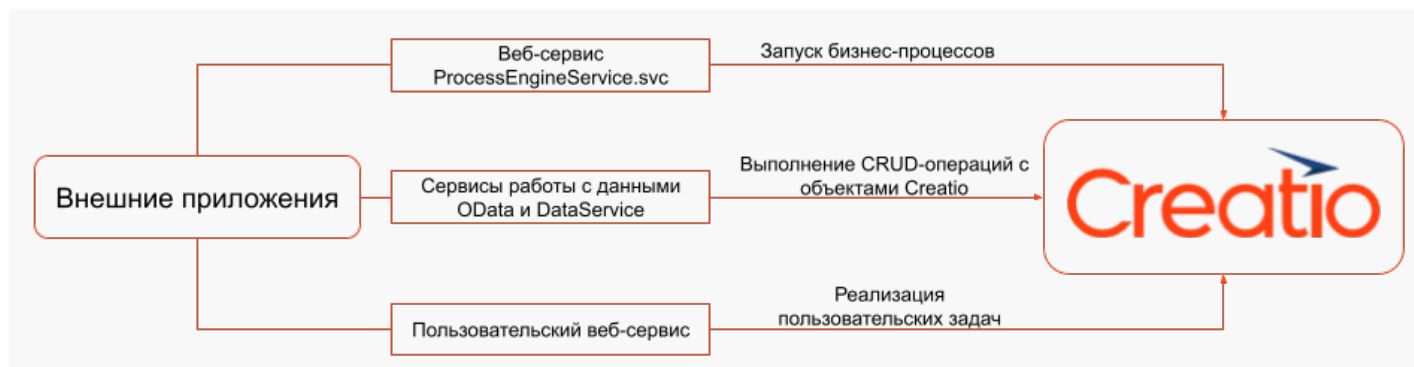 Веб-сервис
ProcessEngineService.svc
Запуск бизнес-процессов
Внешние приложения
Сервисы работы с данными
OData и DataService
Выполнение CRUD-операций с
объектами Creatio
Creatio
Пользовательский веб-сервис
Реализация
пользовательских задач